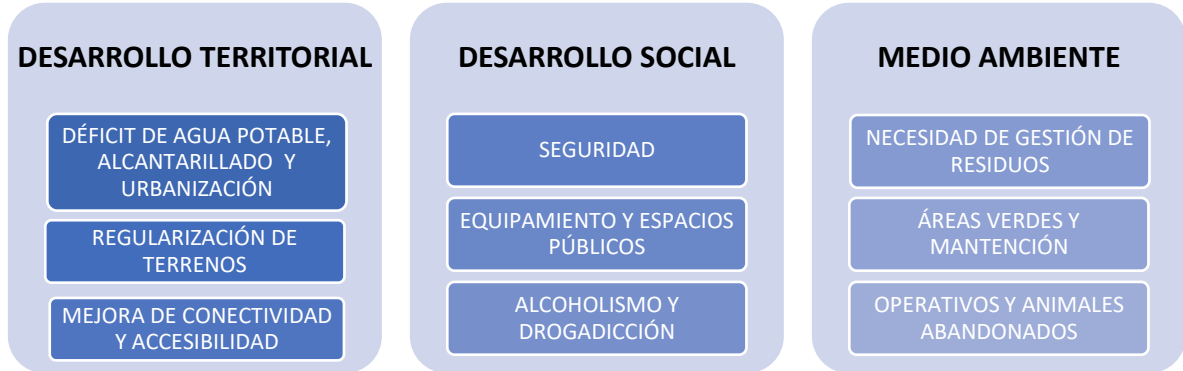 DESARROLLO TERRITORIAL
DÉFICIT DE AGUA POTABLE,
ALCANTARILLADO Y
URBANIZACIÓN
REGULARIZACIÓN DE
TERRENOS
MEJORA DE CONECTIVIDAD
Y ACCESIBILIDAD
DESARROLLO SOCIAL
SEGURIDAD
EQUIPAMIENTO Y ESPACIOS
PÚBLICOS
ALCOHOLISMO Y
DROGADICCIÓN
MEDIO AMBIENTE
NECESIDAD DE GESTIÓN DE
RESIDUOS
ÁREAS VERDES Y
MANTENCIÓN
OPERATIVOS Y ANIMALES
ABANDONADOS